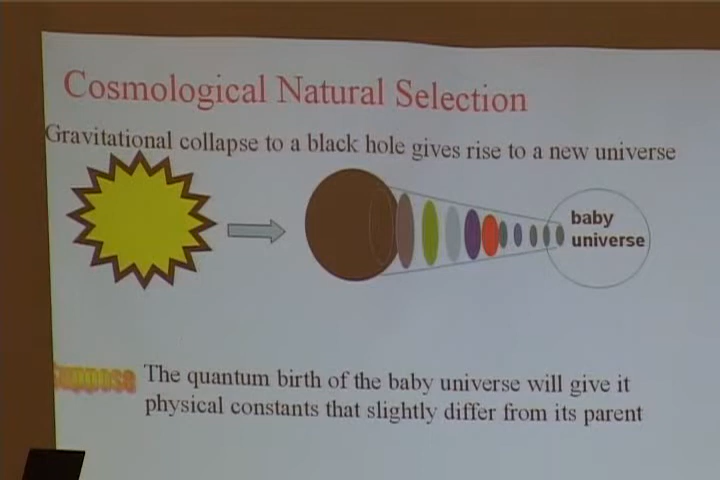 Cosmological Natural Selection
Gravitational collapse to a black hole gives rise to a new universe
baby
universe
Suppose
The quantum birth of the baby universe will give it
physical constants that slightly differ from its parent